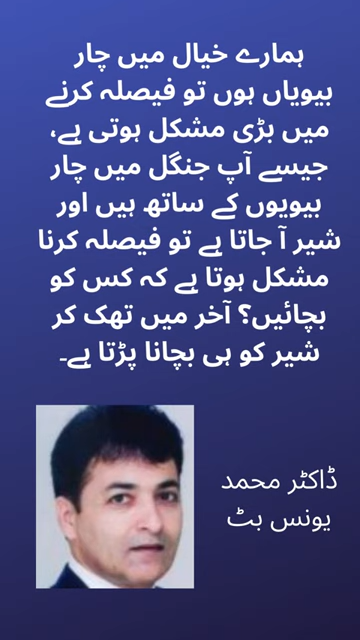 ہمارے خیال میں چار
بیویاں ہوں تو فیصلہ کرنے
میں بڑی مشکل ہوتی ہے،
جیسے آپ جنگل میں چار
بیویوں کے ساتھ ہیں اور
شیر آ جاتا ہے تو فیصلہ کرنا
مشکل ہوتا ہے کہ کس کو
بچائیں؟ آخر میں تھک کر
شیر کو ہی بچانا پڑتا ہے۔
ڈاکٹر محمد
یونس بٹ